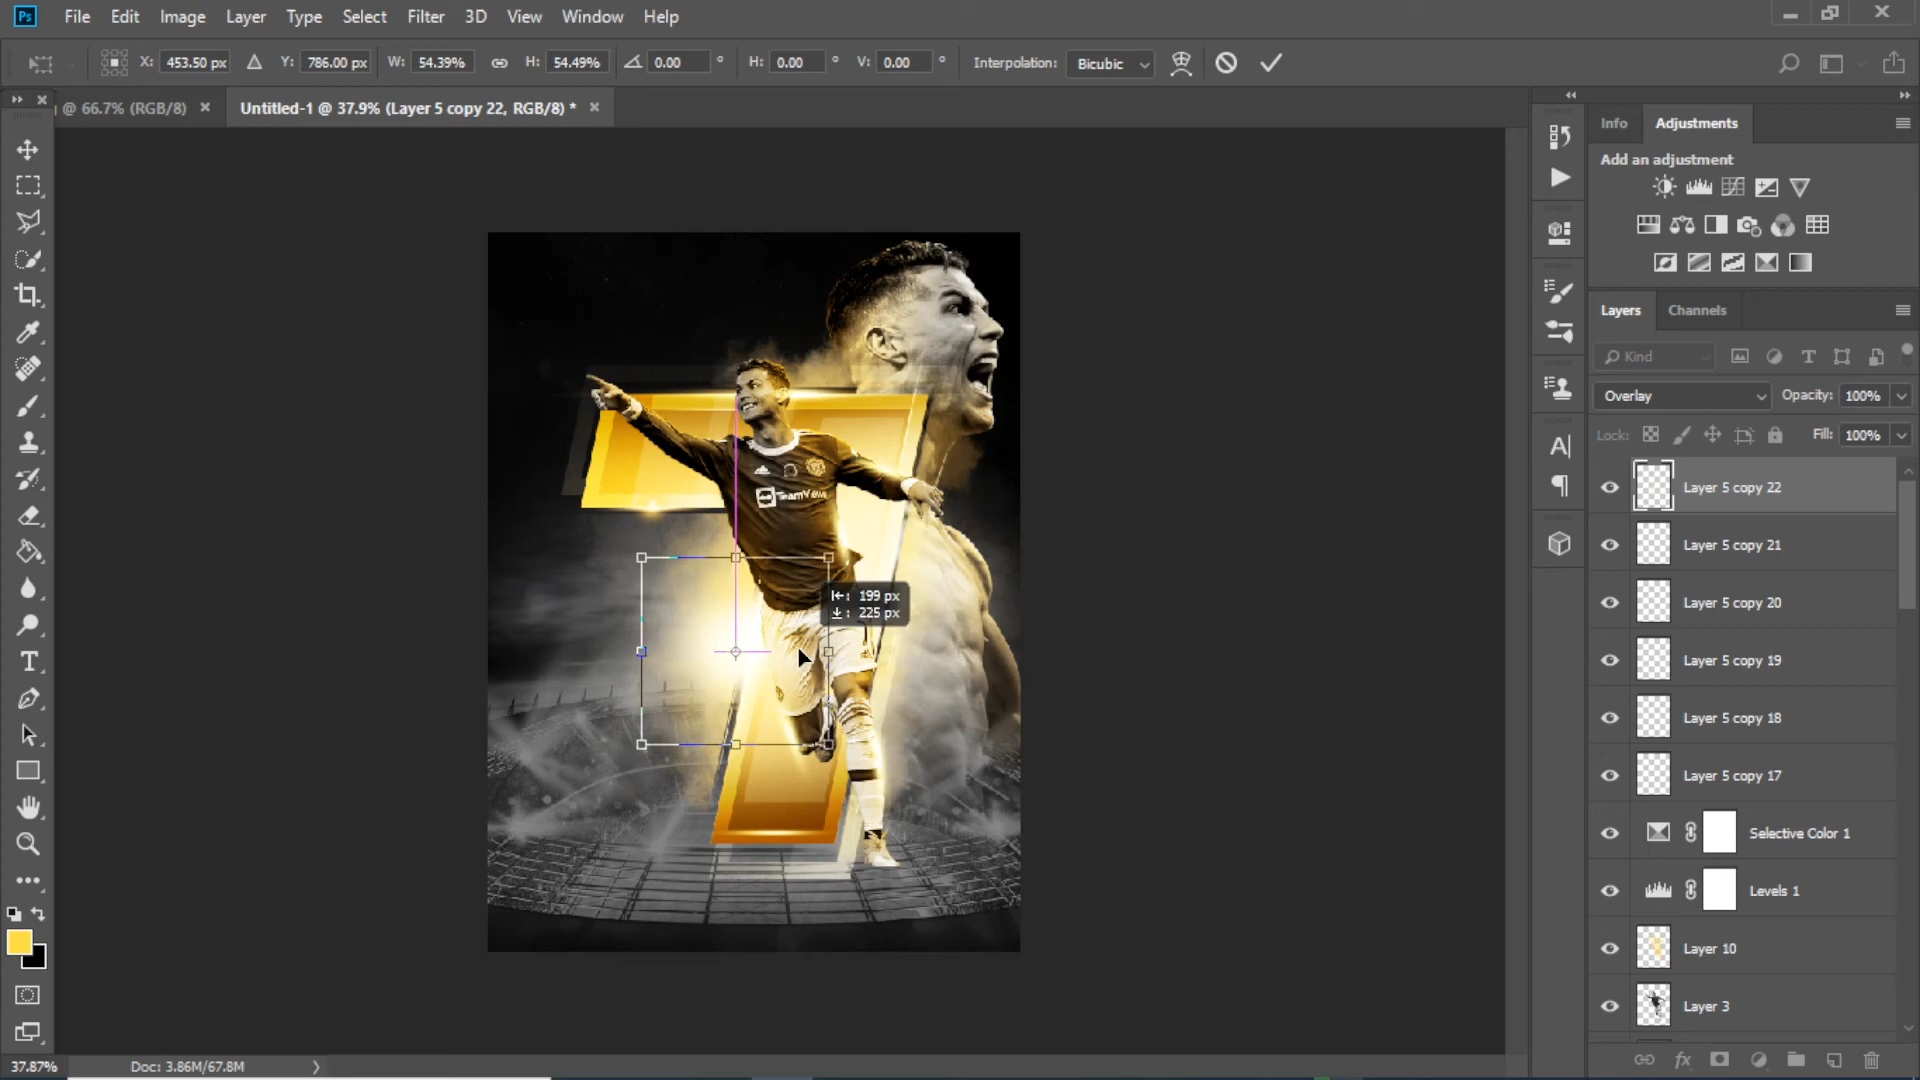 Ps File Edit Image Layer Type Select Filter 3D View Window Help
X: 453.50 px Y: 786.00 px W: 54.39% H: 54.49% 0.00 ° H: 0.00 ° V: 0.00 ° Interpolation: Bicubic
@ 66.7% (RGB/8) Untitled-1 @ 37.9% (Layer 5 copy 22, RGB/8) *
Info Adjustments
Add an adjustment
Layers Channels
Kind
Overlay Opacity: 100%
Lock: Fill: 100%
Layer 5 copy 22
Layer 5 copy 21
Layer 5 copy 20
Layer 5 copy 19
Layer 5 copy 18
Layer 5 copy 17
Selective Color 1
Levels 1
Layer 10
Layer 3
TeamView
199 px
225 px
37.87% Doc: 3.86M/67.8M